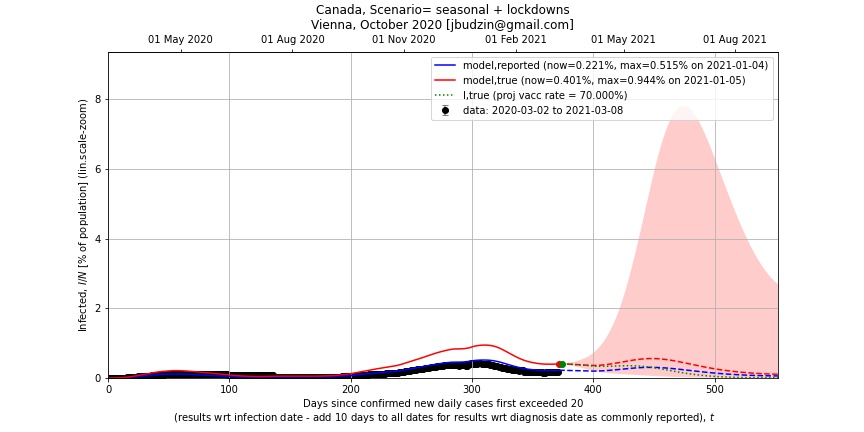 Canada, Scenario= seasonal + lockdowns
Vienna, October 2020 [jbudzin@gmail.com]
01 May 2020 01 Aug 2020 01 Nov 2020 01 Feb 2021 01 May 2021 01 Aug 2021
model,reported (now=0.221%, max=0.515% on 2021-01-04)
model,true (now=0.401%, max=0.944% on 2021-01-05)
I,true (proj vacc rate = 70.000%)
data: 2020-03-02 to 2021-03-08
Infected, I/N [% of population] (lin.scale-zoom)
8
6
4
2
0
0 100 200 300 400 500
Days since confirmed new daily cases first exceeded 20
(results wrt infection date - add 10 days to all dates for results wrt diagnosis date as commonly reported), t